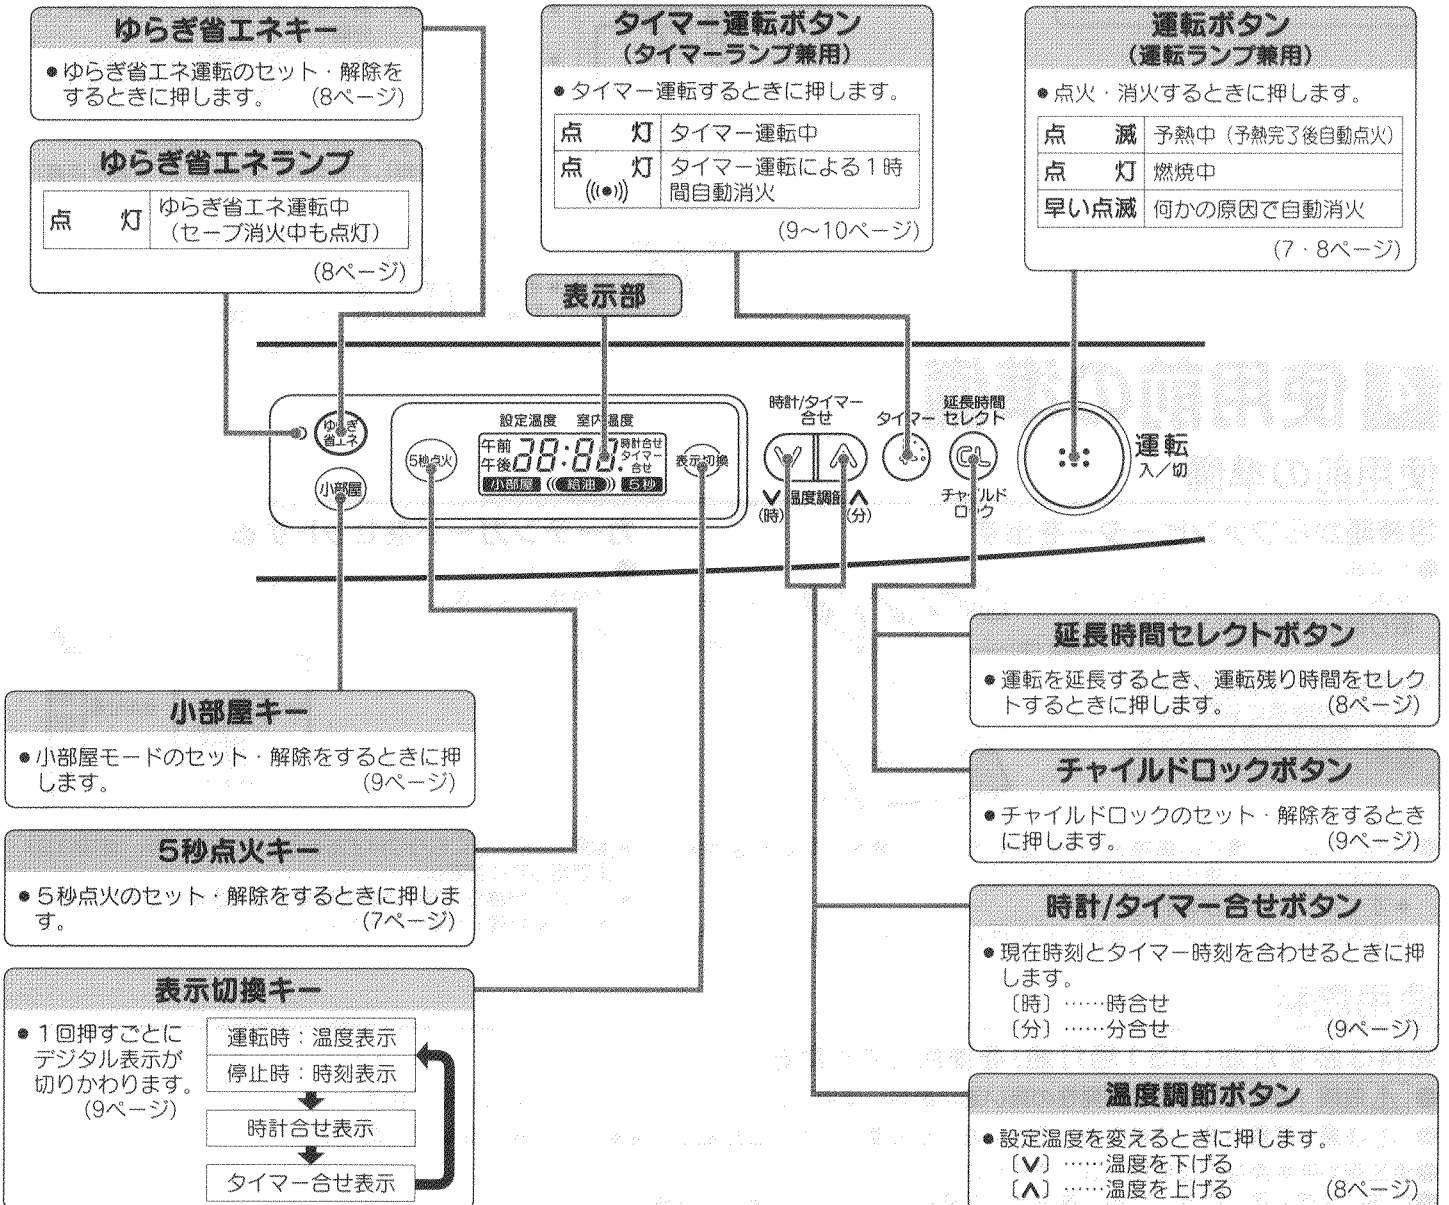 ゆらぎ省エネキー
●ゆらぎ省エネ運転のセット・解除を
するときに押します。 (8ページ)
ゆらぎ省エネランプ
点 灯 ゆらぎ省エネ運転中
(セーブ消火中も点灯)
(8ページ)
タイマー運転ボタン
(タイマーランプ兼用)
●タイマー運転するときに押します。
点 灯 タイマー運転中
点 灯 タイマー運転による1時
((●)) 間自動消火
(9〜10ページ)
運転ボタン
(運転ランプ兼用)
●点火・消火するときに押します。
点 滅 予熱中(予熱完了後自動点火)
点 灯 燃焼中
早い点滅 何かの原因で自動消火
(7・8ページ)
表示部
ゆらぎ
省エネ
小部屋
5秒点火
設定温度 室内温度
午前
午後
88:88.
時計合せ
タイマー
合せ
小部屋 ((給油)) 5秒
表示切換
時計/タイマー
合せ
∨温度調節∧
(時) (分)
タイマー
延長時間
セレクト
CL
チャイルド
ロック
運転
入/切
小部屋キー
●小部屋モードのセット・解除をするときに押
します。 (9ページ)
5秒点火キー
●5秒点火のセット・解除をするときに押しま
す。 (7ページ)
表示切換キー
●1回押すごとに
デジタル表示が
切りかわります。
(9ページ)
運転時:温度表示
停止時:時刻表示
時計合せ表示
タイマー合せ表示
延長時間セレクトボタン
●運転を延長するとき、運転残り時間をセレク
トするときに押します。 (8ページ)
チャイルドロックボタン
●チャイルドロックのセット・解除をするとき
に押します。 (9ページ)
時計/タイマー合せボタン
●現在時刻とタイマー時刻を合わせるときに押
します。
〔時〕……時合せ
〔分〕……分合せ (9ページ)
温度調節ボタン
●設定温度を変えるときに押します。
〔∨〕……温度を下げる
〔∧〕……温度を上げる (8ページ)